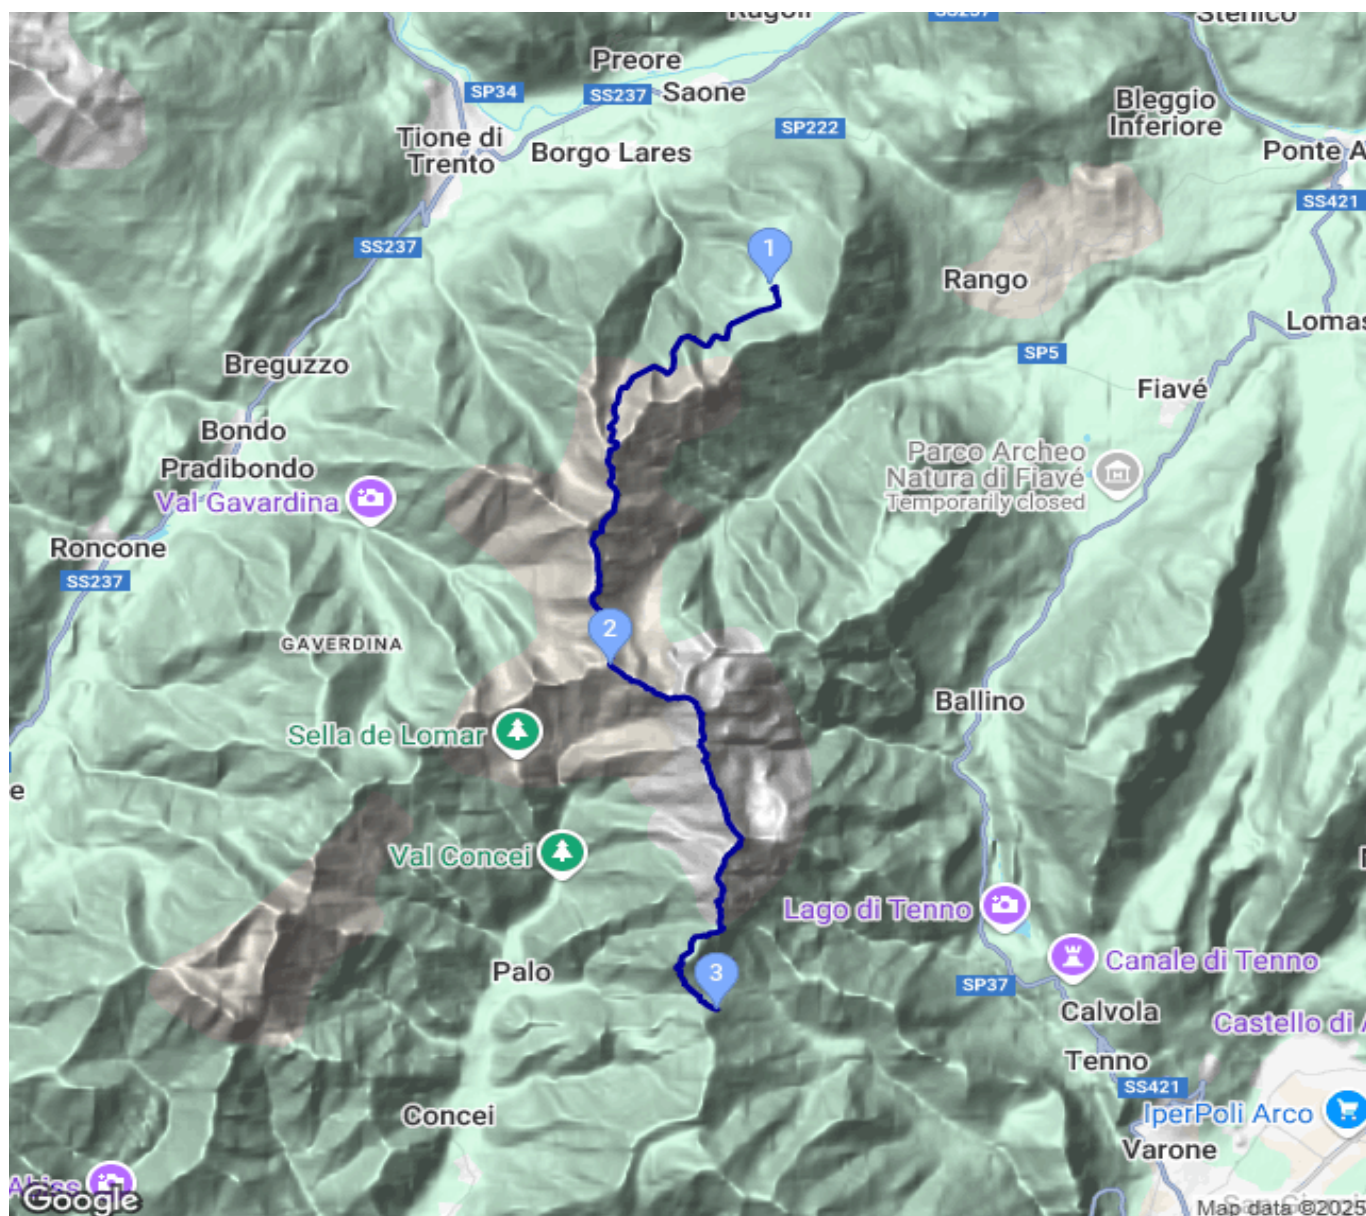 Ragoli
SS237
Stenico
Preore
SP34
SS237
Saone
Bleggio
Inferiore
SP222
Tione di
Trento
Borgo Lares
Ponte A
SS421
SS237
1
Rango
Lomas
Breguzzo
SP5
Fiavé
Bondo
Pradibondo
Val Gavardina
Parco Archeo
Natura di Fiavé
Temporarily closed
Roncone
SS237
2
GAVERDINA
Ballino
Sella de Lomar
e
Val Concei
Lago di Tenno
Palo
3
Canale di Tenno
SP37
Calvola
Castello di A
Tenno
SS421
Concei
IperPoli Arco
Varone
Google
Map data ©2025